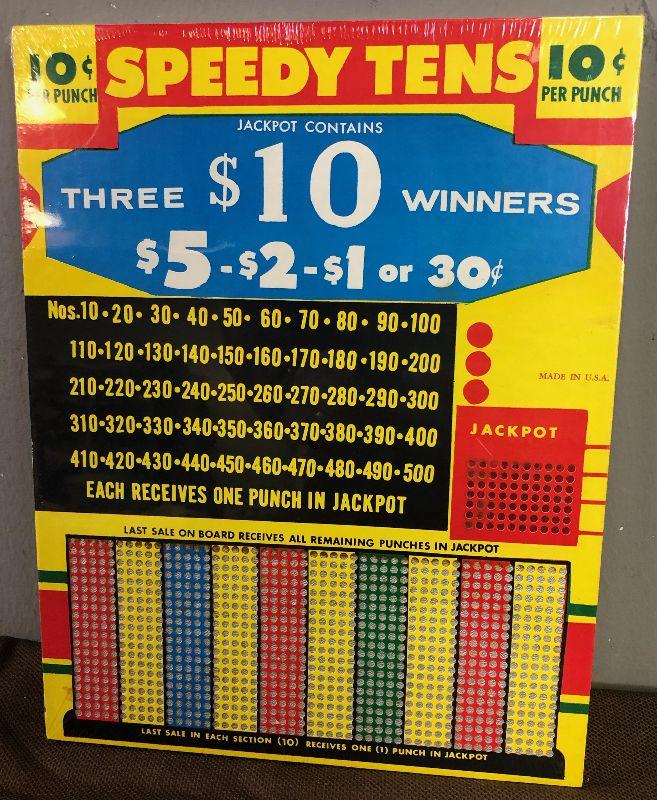 10¢ PER PUNCH
SPEEDY TENS
10¢ PER PUNCH
JACKPOT CONTAINS
THREE $10 WINNERS
$5-$2-$1 or 30¢
Nos.10•20•30•40•50•60•70•80•90•100
110•120•130•140•150•160•170•180•190•200
210•220•230•240•250•260•270•280•290•300
310•320•330•340•350•360•370•380•390•400
410•420•430•440•450•460•470•480•490•500
EACH RECEIVES ONE PUNCH IN JACKPOT
MADE IN U.S.A.
JACKPOT
LAST SALE ON BOARD RECEIVES ALL REMAINING PUNCHES IN JACKPOT
LAST SALE IN EACH SECTION (10) RECEIVES ONE (1) PUNCH IN JACKPOT